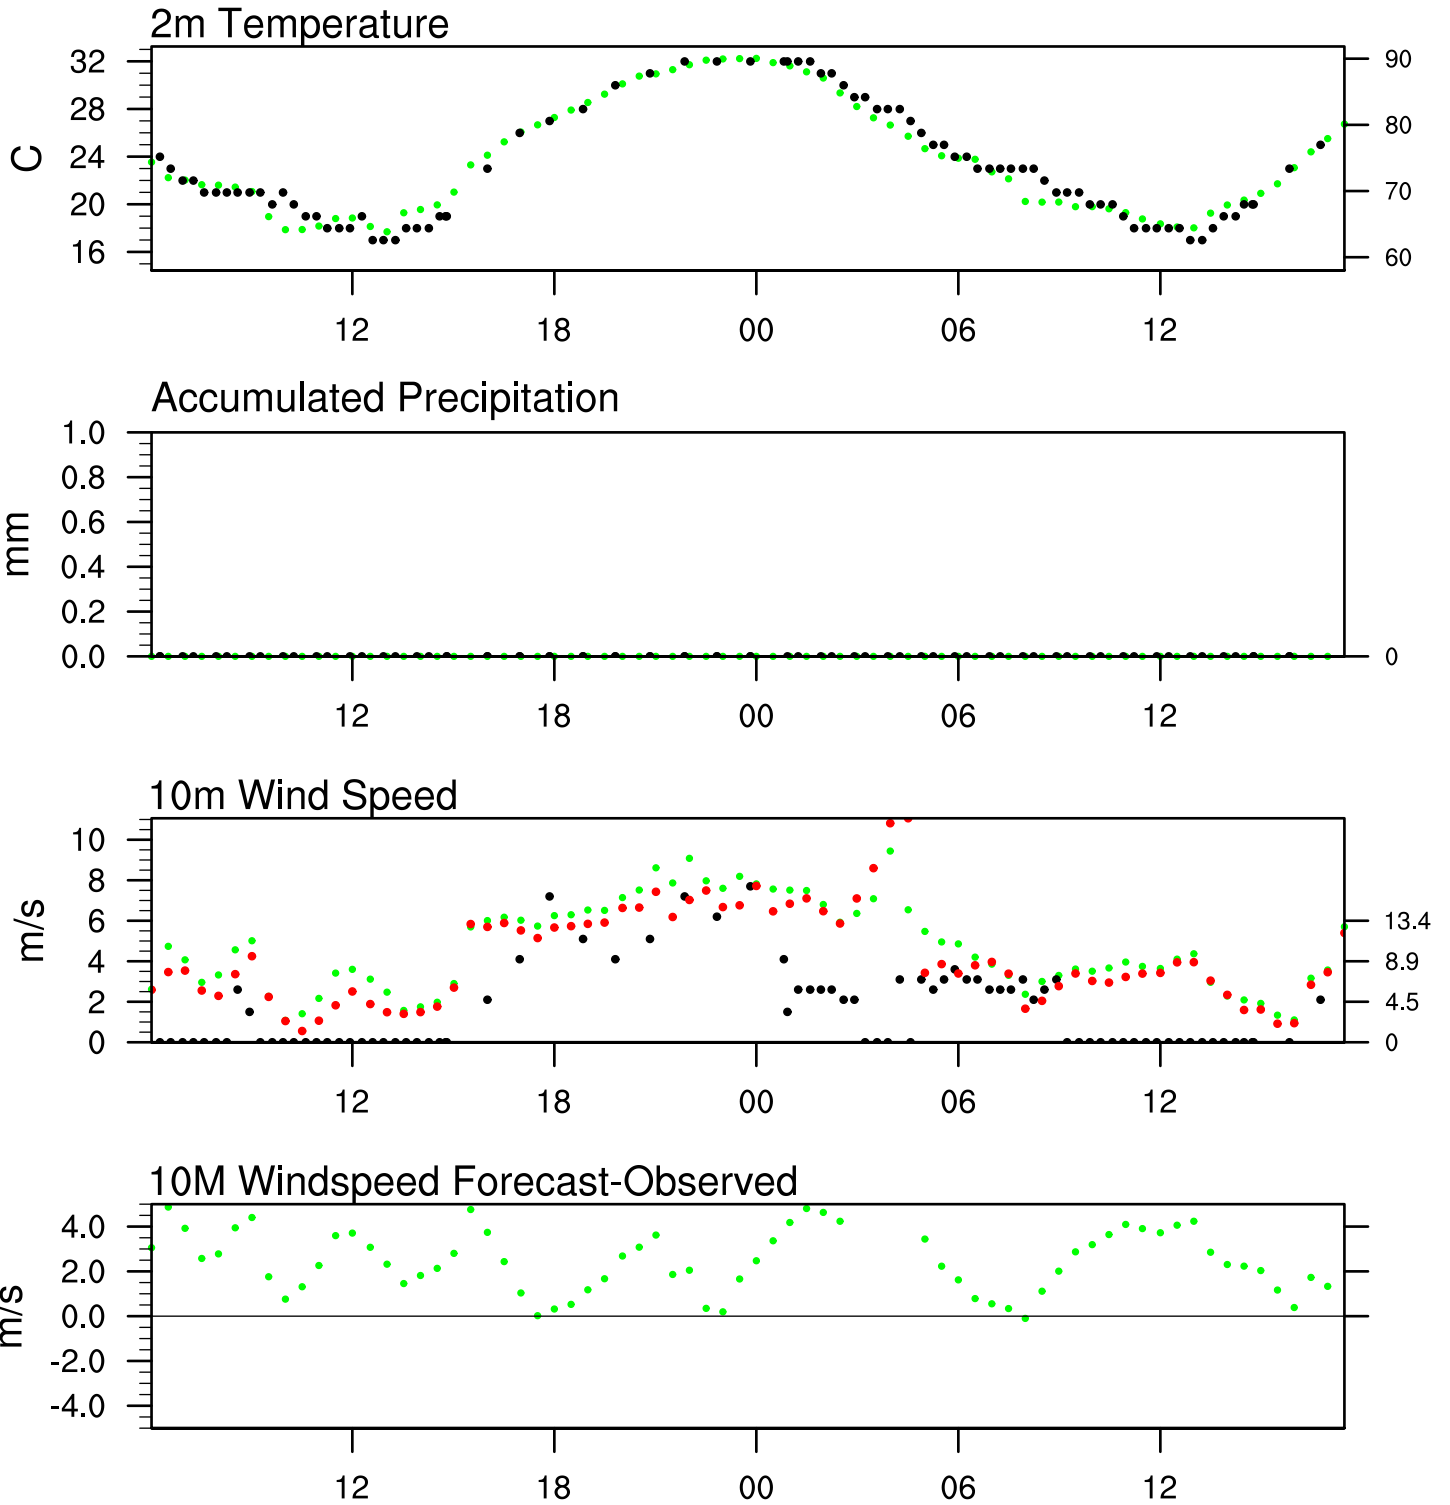 2m Temperature
32
28
24
20
16
C
90
80
70
60
12 18 00 06 12
Accumulated Precipitation
1.0
0.8
0.6
0.4
0.2
0.0
mm
0
12 18 00 06 12
10m Wind Speed
10
8
6
4
2
0
m/s
13.4
8.9
4.5
0
12 18 00 06 12
10M Windspeed Forecast-Observed
4.0
2.0
0.0
-2.0
-4.0
m/s
12 18 00 06 12